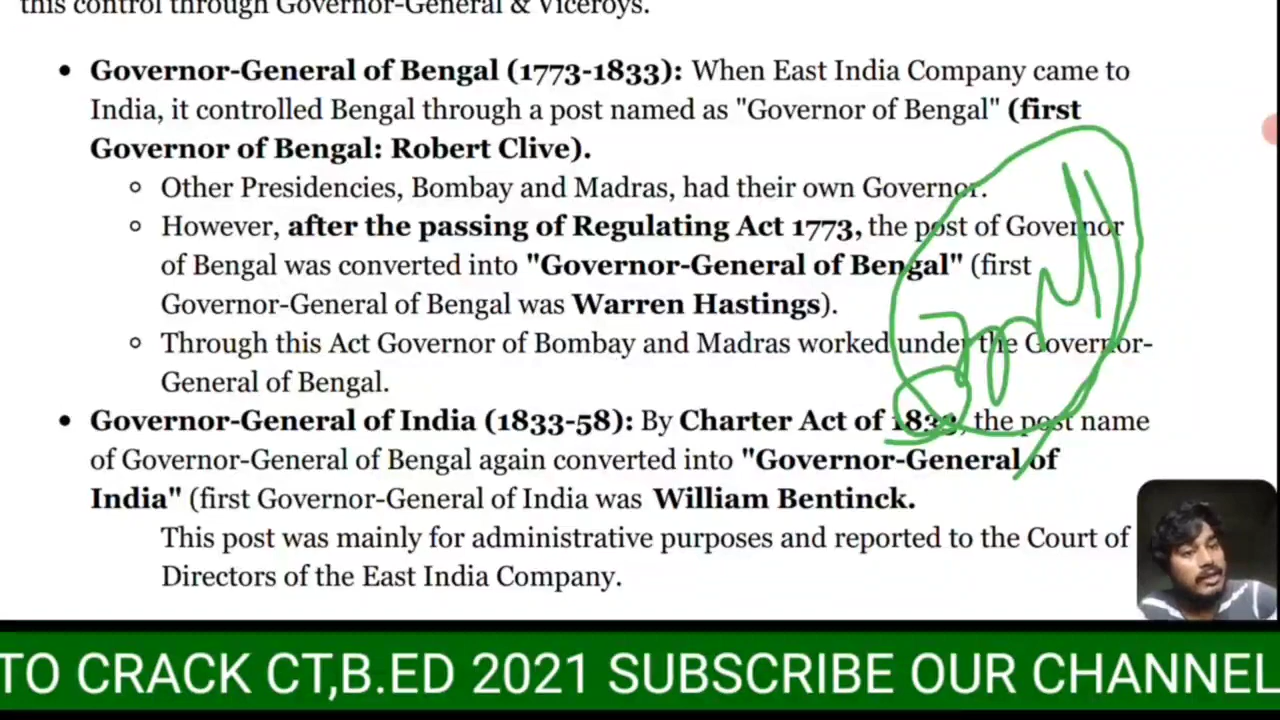 this control through Governor-General & Viceroys.
• Governor-General of Bengal (1773-1833): When East India Company came to
India, it controlled Bengal through a post named as "Governor of Bengal" (first
Governor of Bengal: Robert Clive).
◦ Other Presidencies, Bombay and Madras, had their own Governor.
◦ However, after the passing of Regulating Act 1773, the post of Governor
of Bengal was converted into "Governor-General of Bengal" (first
Governor-General of Bengal was Warren Hastings).
◦ Through this Act Governor of Bombay and Madras worked under the Governor-
General of Bengal.
• Governor-General of India (1833-58): By Charter Act of 1833, the post name
of Governor-General of Bengal again converted into "Governor-General of
India" (first Governor-General of India was William Bentinck.
This post was mainly for administrative purposes and reported to the Court of
Directors of the East India Company.
TO CRACK CT,B.ED 2021 SUBSCRIBE OUR CHANNEL